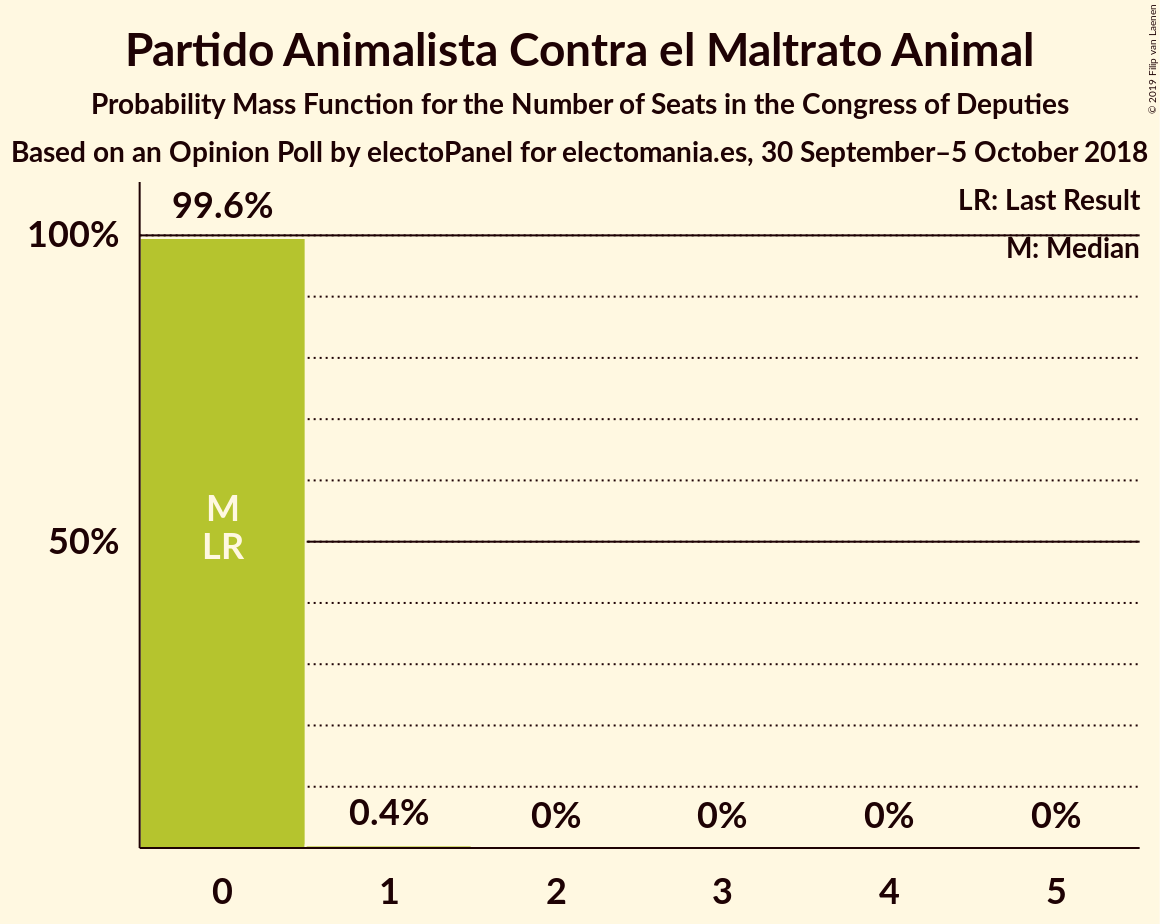 Partido Animalista Contra el Maltrato Animal
Probability Mass Function for the Number of Seats in the Congress of Deputies
Based on an Opinion Poll by electoPanel for electomania.es, 30 September–5 October 2018
© 2019 Filip van Laenen
LR: Last Result
M: Median
99.6%
100%
50%
M
LR
0.4%
0%
0%
0%
0%
0
1
2
3
4
5